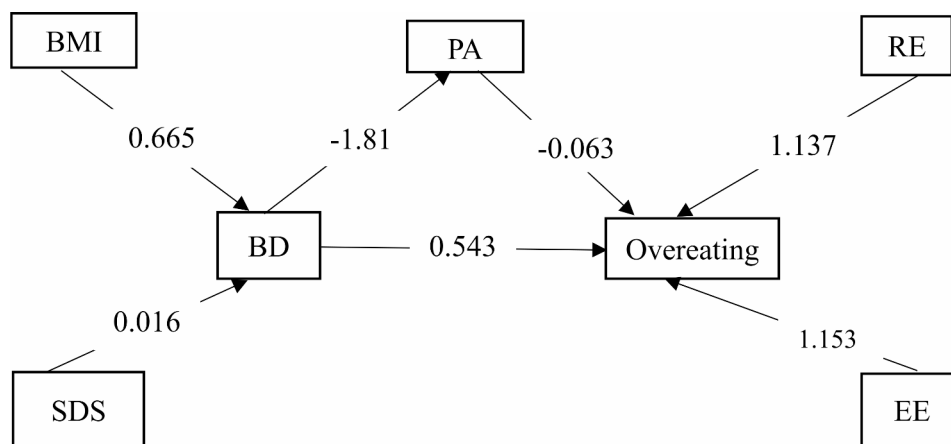 BMI
PA
RE
0.665
-1.81
-0.063
1.137
BD
0.543
Overeating
0.016
1.153
SDS
EE